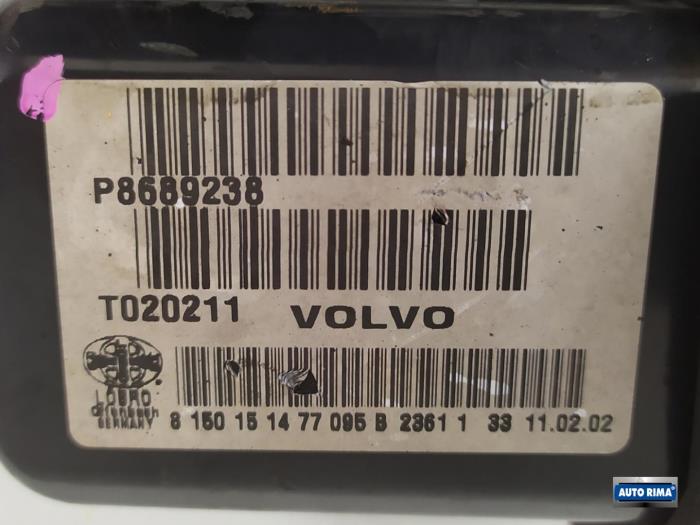 P8689238
T020211 VOLVO
LÖBRO
Offenbach
GERMANY
8 150 15 14 77 095 B 2361 1 33 11.02.02
AUTO RIMA